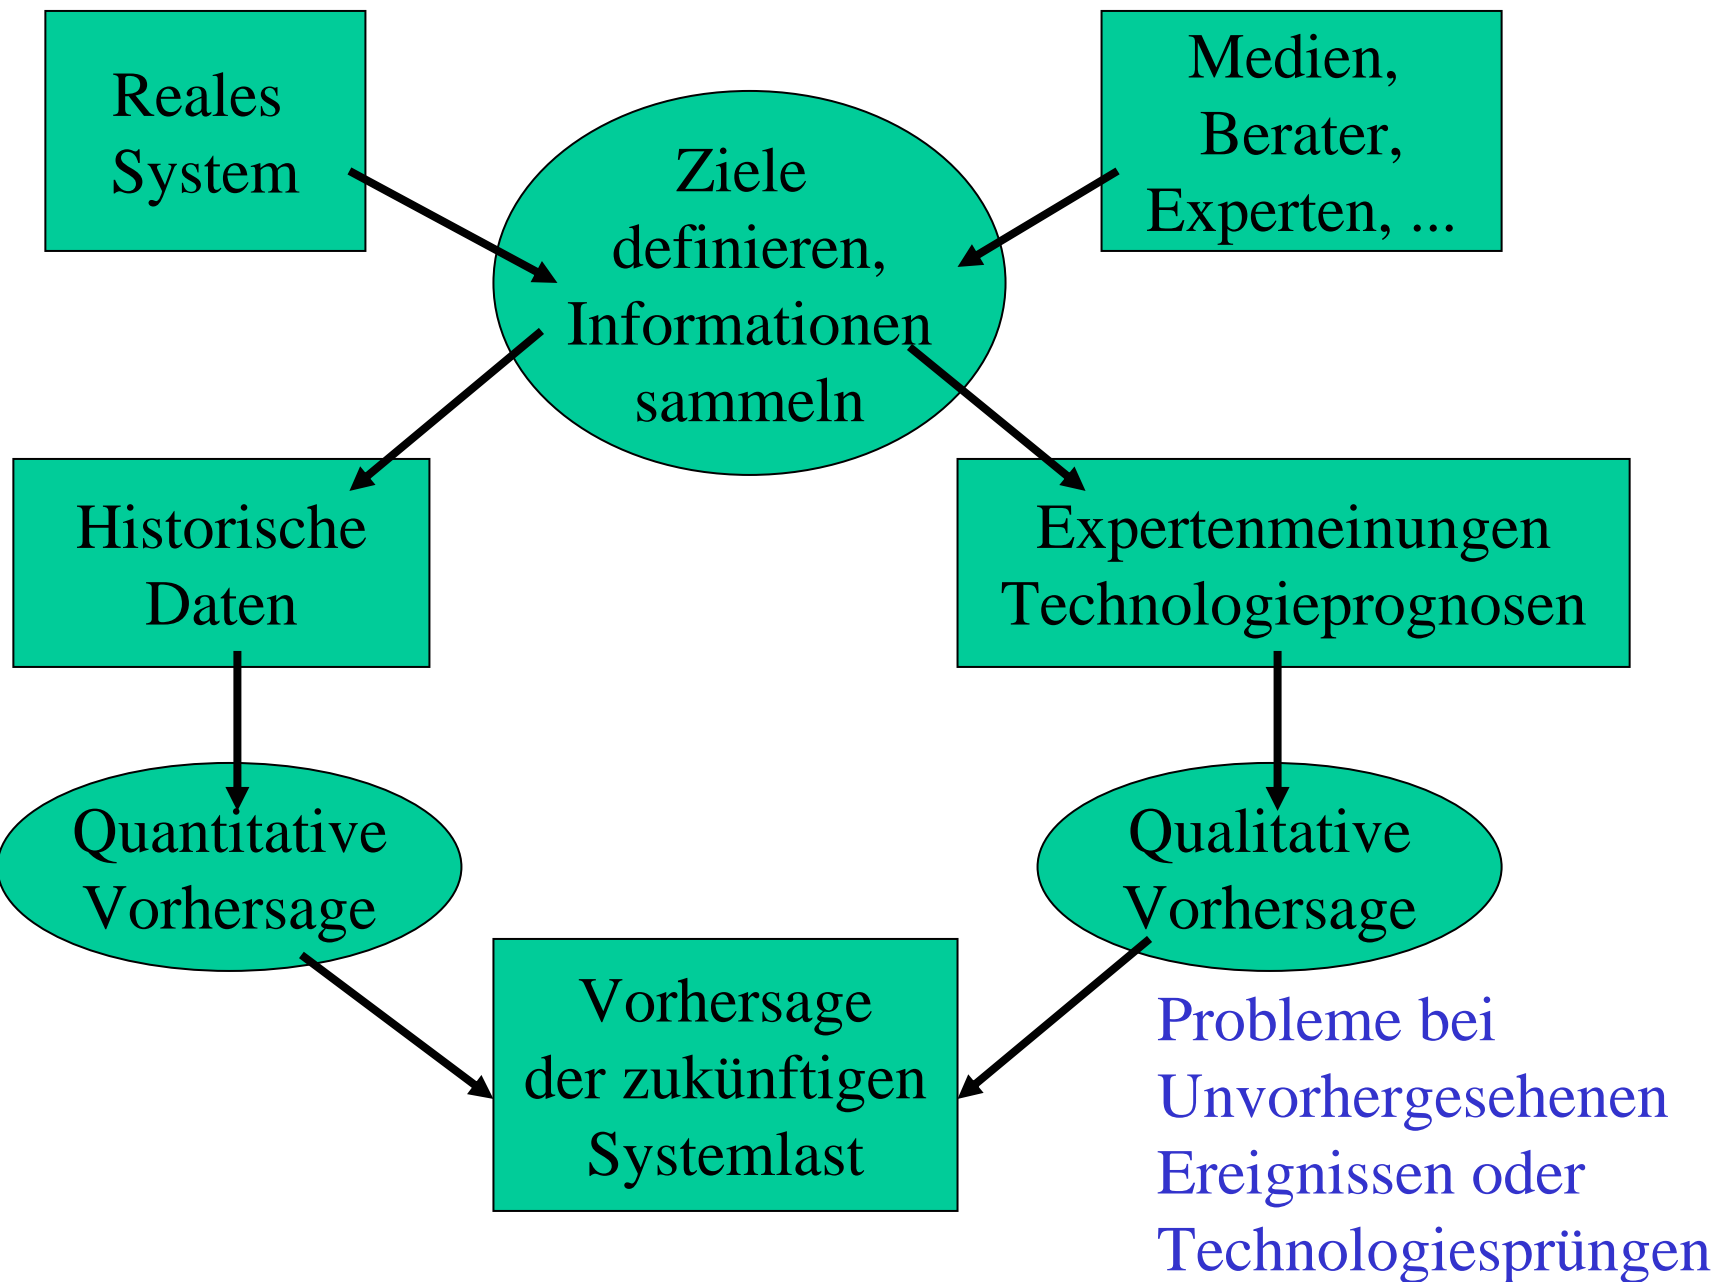 Reales
System
Medien,
Berater,
Experten, ...
Ziele
definieren,
Informationen
sammeln
Historische
Daten
Expertenmeinungen
Technologieprognosen
Quantitative
Vorhersage
Qualitative
Vorhersage
Vorhersage
der zukünftigen
Systemlast
Probleme bei
Unvorhergesehenen
Ereignissen oder
Technologiesprüngen